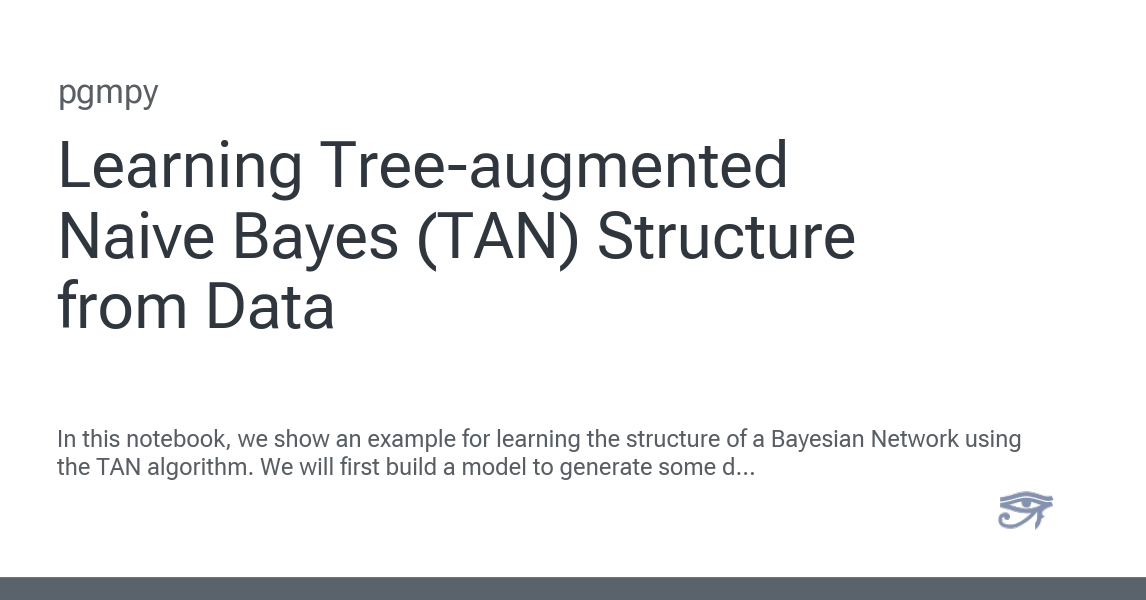 pgmpy
Learning Tree-augmented
Naive Bayes (TAN) Structure
from Data
In this notebook, we show an example for learning the structure of a Bayesian Network using
the TAN algorithm. We will first build a model to generate some d...